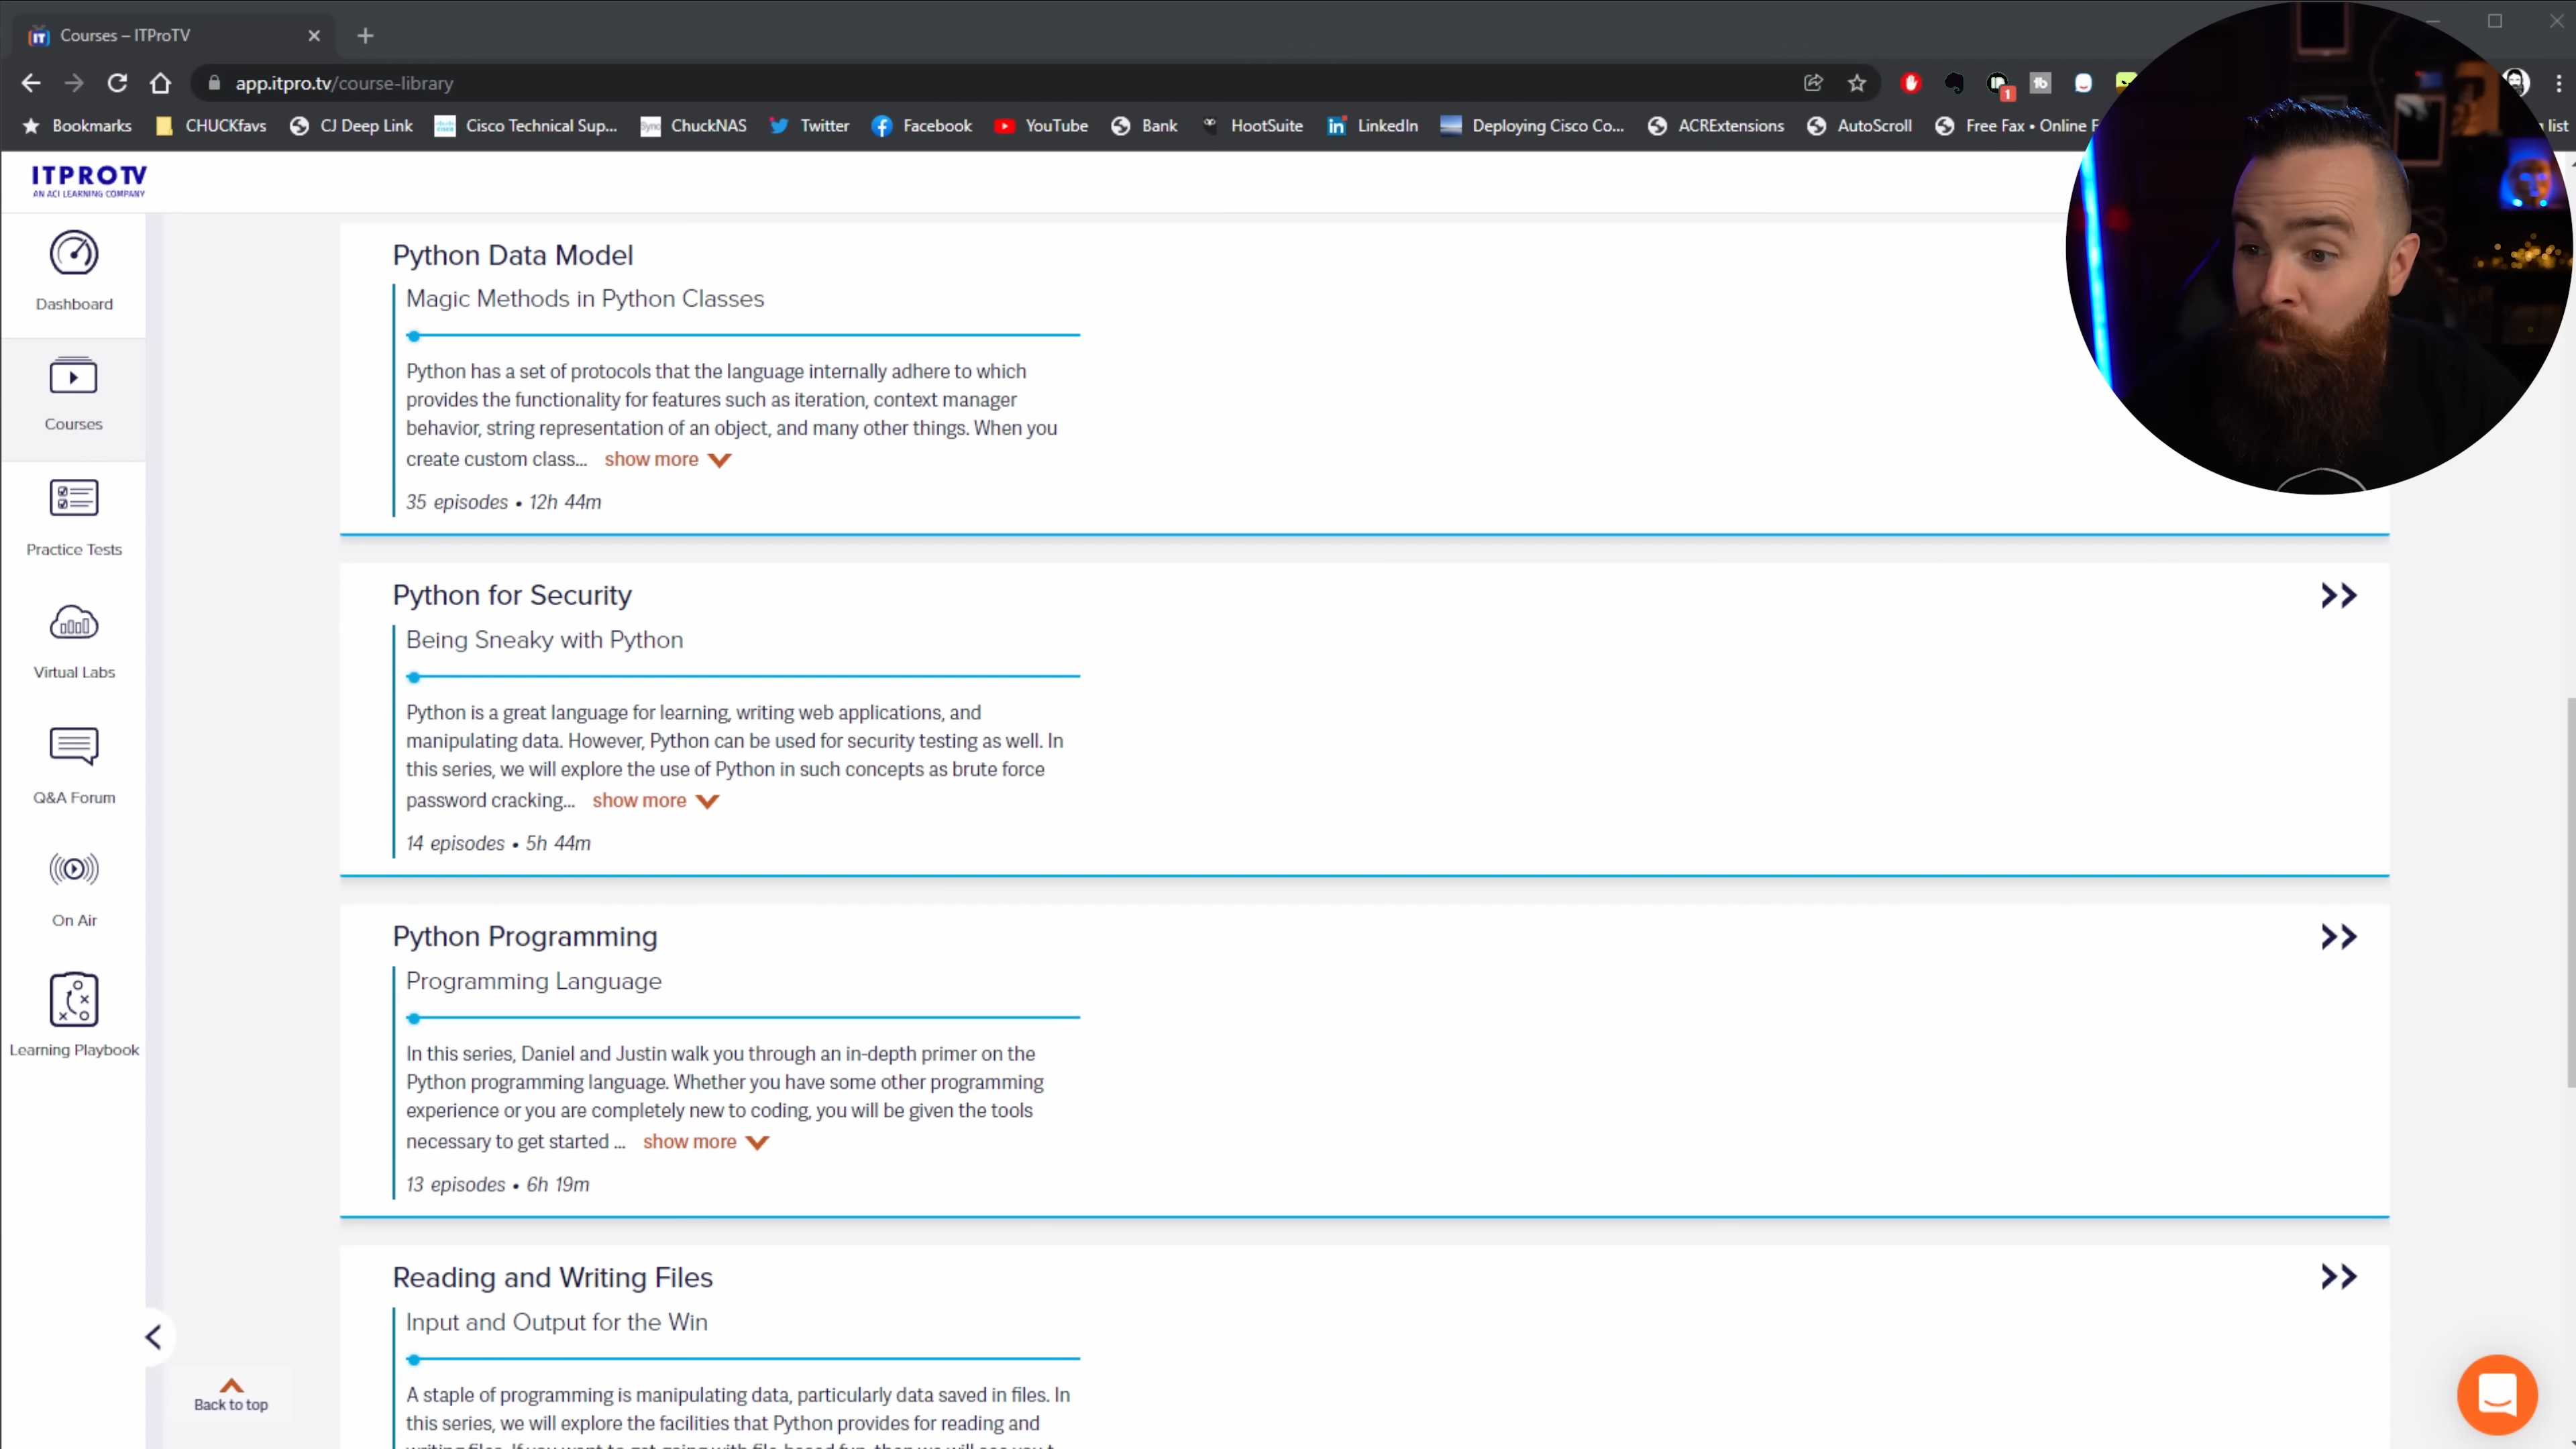 Courses – ITProTV
app.itpro.tv/course-library
1
Bookmarks CHUCKfavs CJ Deep Link Cisco Technical Sup... Sync ChuckNAS Twitter Facebook YouTube Bank HootSuite LinkedIn Deploying Cisco Co... ACRExtensions AutoScroll Free Fax • Online F list
ITPROTV
AN ACI LEARNING COMPANY
Dashboard
Courses
Practice Tests
Virtual Labs
Q&A Forum
On Air
Learning Playbook
Back to top
Python Data Model
Magic Methods in Python Classes
Python has a set of protocols that the language internally adhere to which
provides the functionality for features such as iteration, context manager
behavior, string representation of an object, and many other things. When you
create custom class... show more
35 episodes • 12h 44m
Python for Security
Being Sneaky with Python
Python is a great language for learning, writing web applications, and
manipulating data. However, Python can be used for security testing as well. In
this series, we will explore the use of Python in such concepts as brute force
password cracking... show more
14 episodes • 5h 44m
Python Programming
Programming Language
In this series, Daniel and Justin walk you through an in-depth primer on the
Python programming language. Whether you have some other programming
experience or you are completely new to coding, you will be given the tools
necessary to get started ... show more
13 episodes • 6h 19m
Reading and Writing Files
Input and Output for the Win
A staple of programming is manipulating data, particularly data saved in files. In
this series, we will explore the facilities that Python provides for reading and